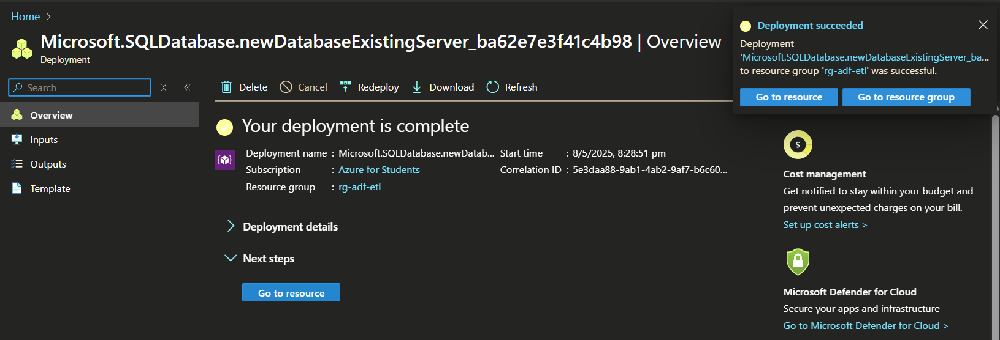 Home >
Microsoft.SQLDatabase.newDatabaseExistingServer_ba62e7e3f41c4b98 | Overview
Deployment
Search
Overview
Inputs
Outputs
Template
Delete
Cancel
Redeploy
Download
Refresh
Your deployment is complete
Deployment name : Microsoft.SQLDatabase.newDatab...
Subscription : Azure for Students
Resource group : rg-adf-etl
Start time : 8/5/2025, 8:28:51 pm
Correlation ID : 5e3daa88-9ab1-4ab2-9af7-b6c60...
Deployment details
Next steps
Go to resource
Deployment succeeded
Deployment
'Microsoft.SQLDatabase.newDatabaseExistingServer_ba...
to resource group 'rg-adf-etl' was successful.
Go to resource
Go to resource group
$
Cost management
Get notified to stay within your budget and
prevent unexpected charges on your bill.
Set up cost alerts >
Microsoft Defender for Cloud
Secure your apps and infrastructure
Go to Microsoft Defender for Cloud >